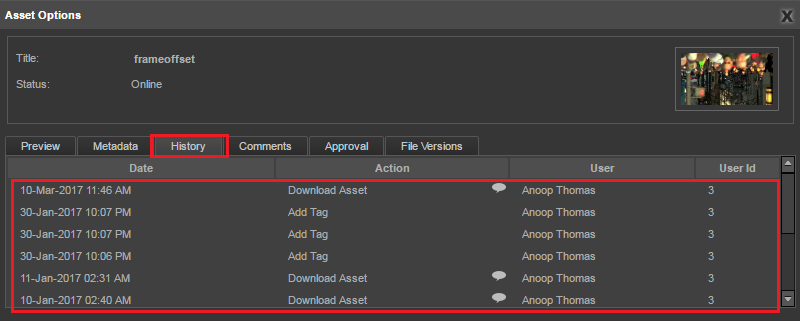 Asset Options X
Title: frameoffset
Status: Online
Preview Metadata History Comments Approval File Versions
Date Action User User Id
10-Mar-2017 11:46 AM Download Asset Anoop Thomas 3
30-Jan-2017 10:07 PM Add Tag Anoop Thomas 3
30-Jan-2017 10:07 PM Add Tag Anoop Thomas 3
30-Jan-2017 10:06 PM Add Tag Anoop Thomas 3
11-Jan-2017 02:31 AM Download Asset Anoop Thomas 3
10-Jan-2017 02:40 AM Download Asset Anoop Thomas 3